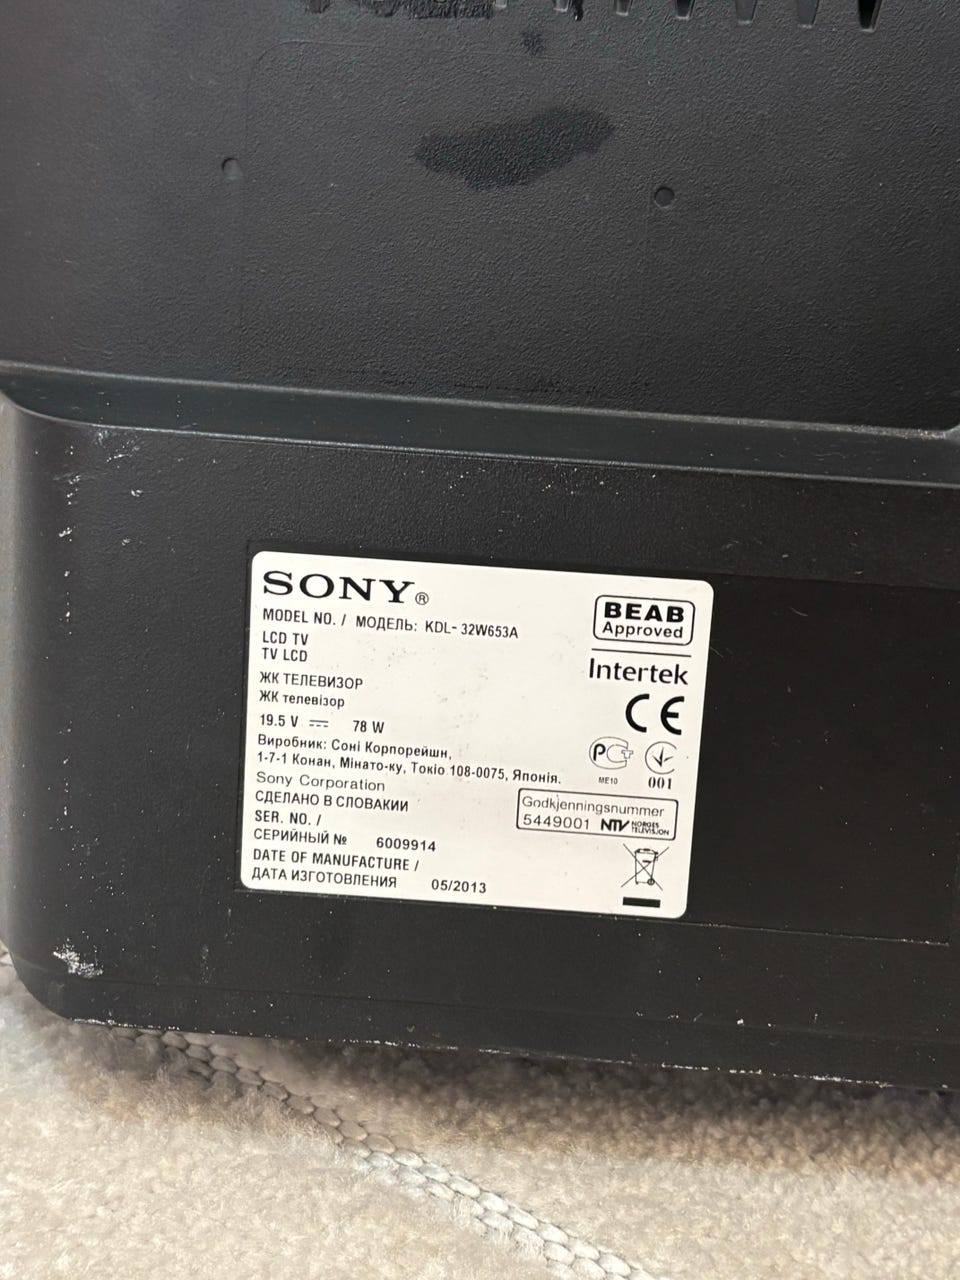 SONY®
MODEL NO. / МОДЕЛЬ: KDL-32W653A
LCD TV
TV LCD
ЖК ТЕЛЕВИЗОР
ЖК телевізор
19.5 V ⎓ 78 W
Виробник: Соні Корпорейшн,
1-7-1 Конан, Мінато-ку, Токіо 108-0075, Японія.
Sony Corporation
СДЕЛАНО В СЛОВАКИИ
SER. NO. /
СЕРИЙНЫЙ № 6009914
DATE OF MANUFACTURE /
ДАТА ИЗГОТОВЛЕНИЯ 05/2013
BEAB
Approved
Intertek
CE
РСТ
ME10
001
Godkjenningsnummer
5449001 NTV NORGES
TELEVISJON